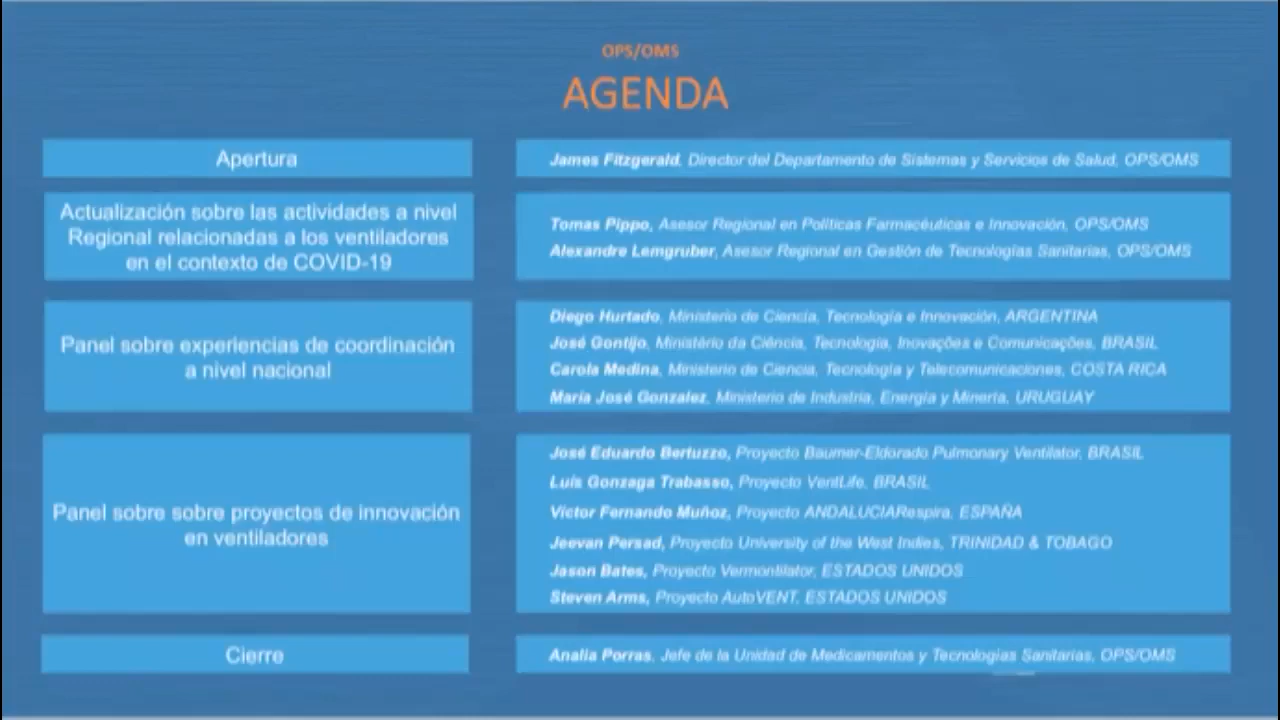 OPS/OMS
AGENDA
Apertura
James Fitzgerald, Director del Departamento de Sistemas y Servicios de Salud, OPS/OMS
Actualización sobre las actividades a nivel
Regional relacionadas a los ventiladores
en el contexto de COVID-19
Tomas Pippo, Asesor Regional en Políticas Farmacéuticas e Innovación, OPS/OMS
Alexandre Lemgruber, Asesor Regional en Gestión de Tecnologías Sanitarias, OPS/OMS
Panel sobre experiencias de coordinación
a nivel nacional
Diego Hurtado, Ministerio de Ciencia, Tecnología e Innovación, ARGENTINA
José Gontijo, Ministério da Ciência, Tecnologia, Inovações e Comunicações, BRASIL
Carola Medina, Ministerio de Ciencia, Tecnología y Telecomunicaciones, COSTA RICA
María José Gonzalez, Ministerio de Industria, Energía y Minería, URUGUAY
Panel sobre sobre proyectos de innovación
en ventiladores
José Eduardo Bertuzzo, Proyecto Baumer-Eldorado Pulmonary Ventilator, BRASIL
Luís Gonzaga Trabasso, Proyecto VentLife, BRASIL
Víctor Fernando Muñoz, Proyecto ANDALUCIARespira, ESPAÑA
Jeevan Persad, Proyecto University of the West Indies, TRINIDAD & TOBAGO
Jason Bates, Proyecto Vermontilator, ESTADOS UNIDOS
Steven Arms, Proyecto AutoVENT, ESTADOS UNIDOS
Cierre
Analía Porras, Jefe de la Unidad de Medicamentos y Tecnologías Sanitarias, OPS/OMS